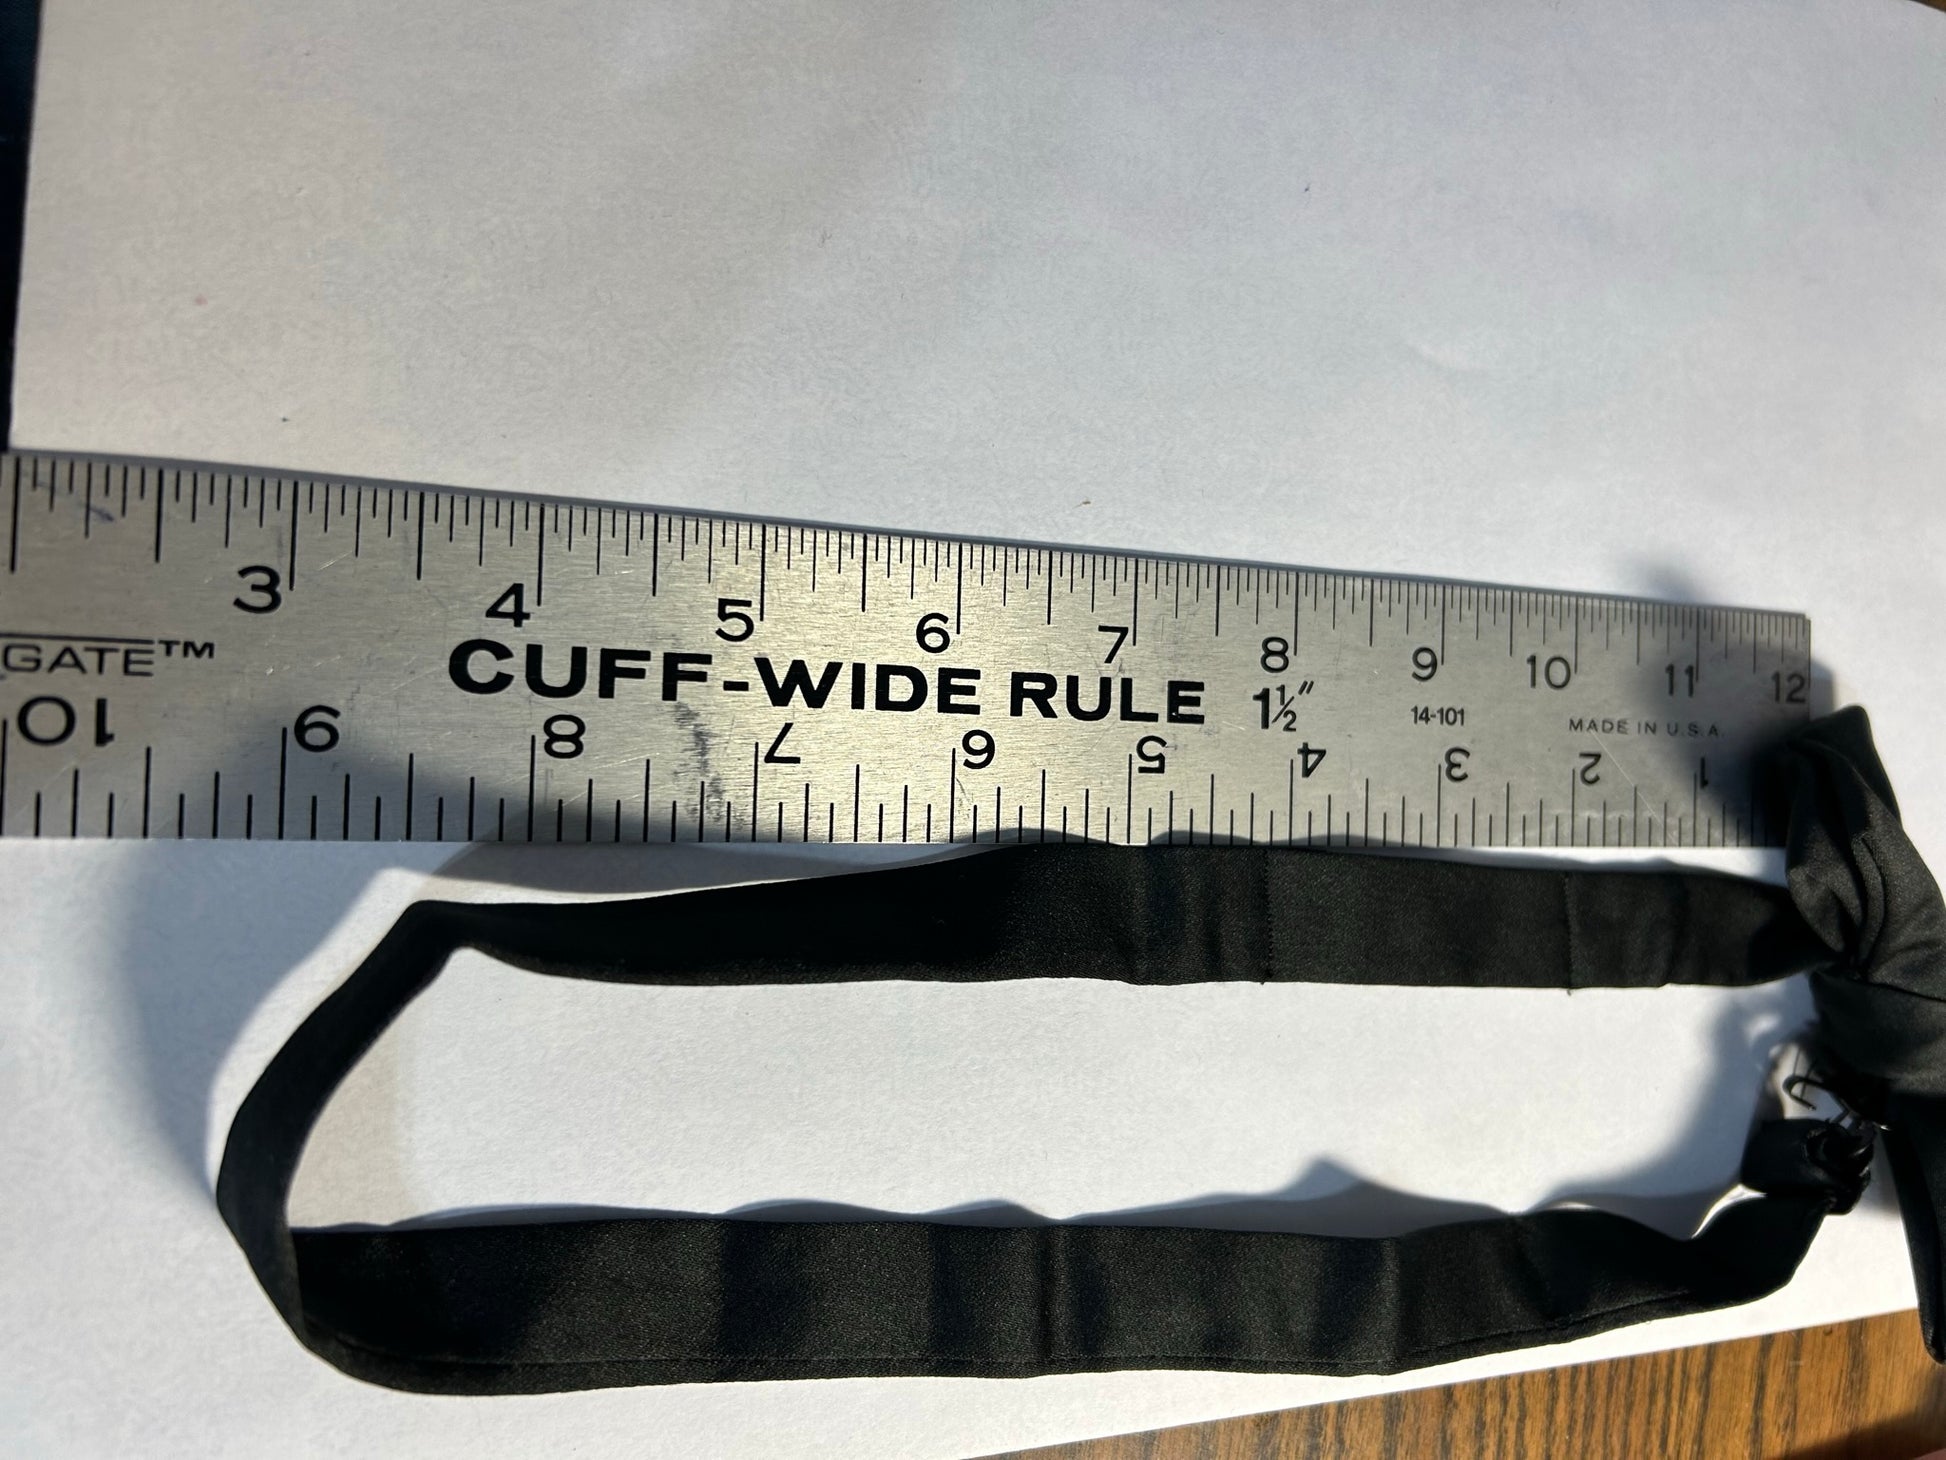 3 4 5 6 7 8 9 10 11 12
GATE™
CUFF-WIDE RULE 1½"
14-101
MADE IN U.S.A.
10 9 8 7 6 5 4 3 2 1